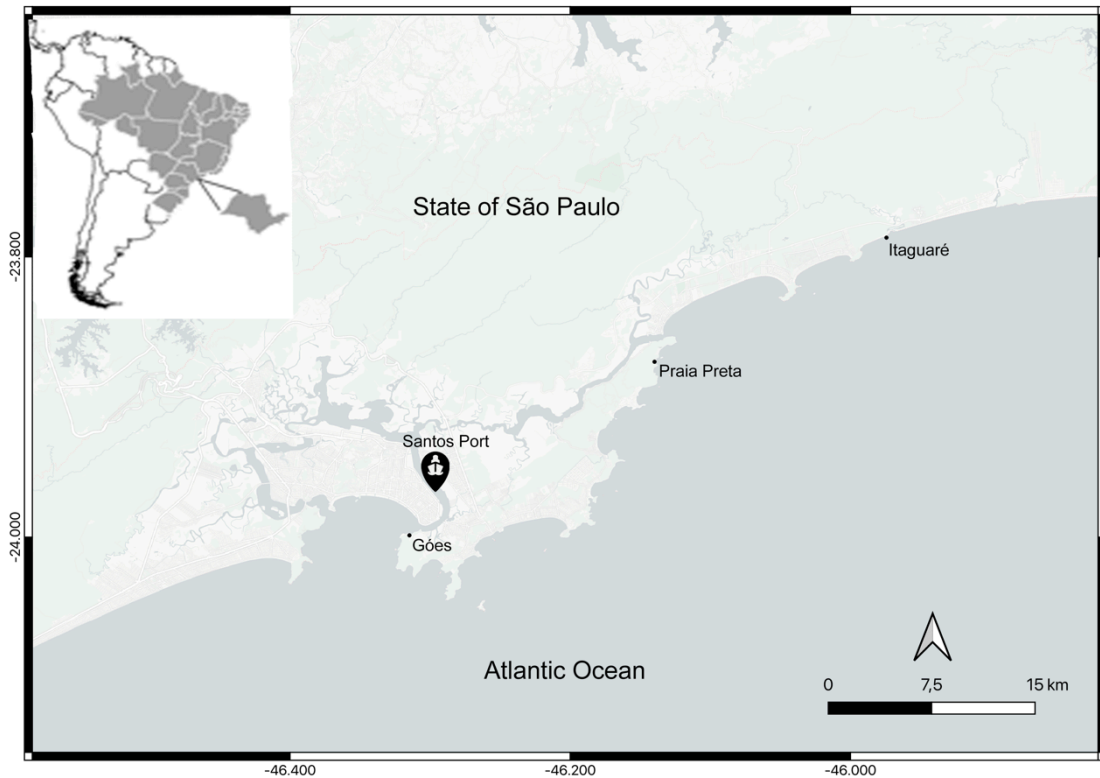 State of São Paulo
-23.800
Itaguaré
Praia Preta
Santos Port
-24.000
Góes
Atlantic Ocean
0 7,5 15 km
-46.400 -46.200 -46.000